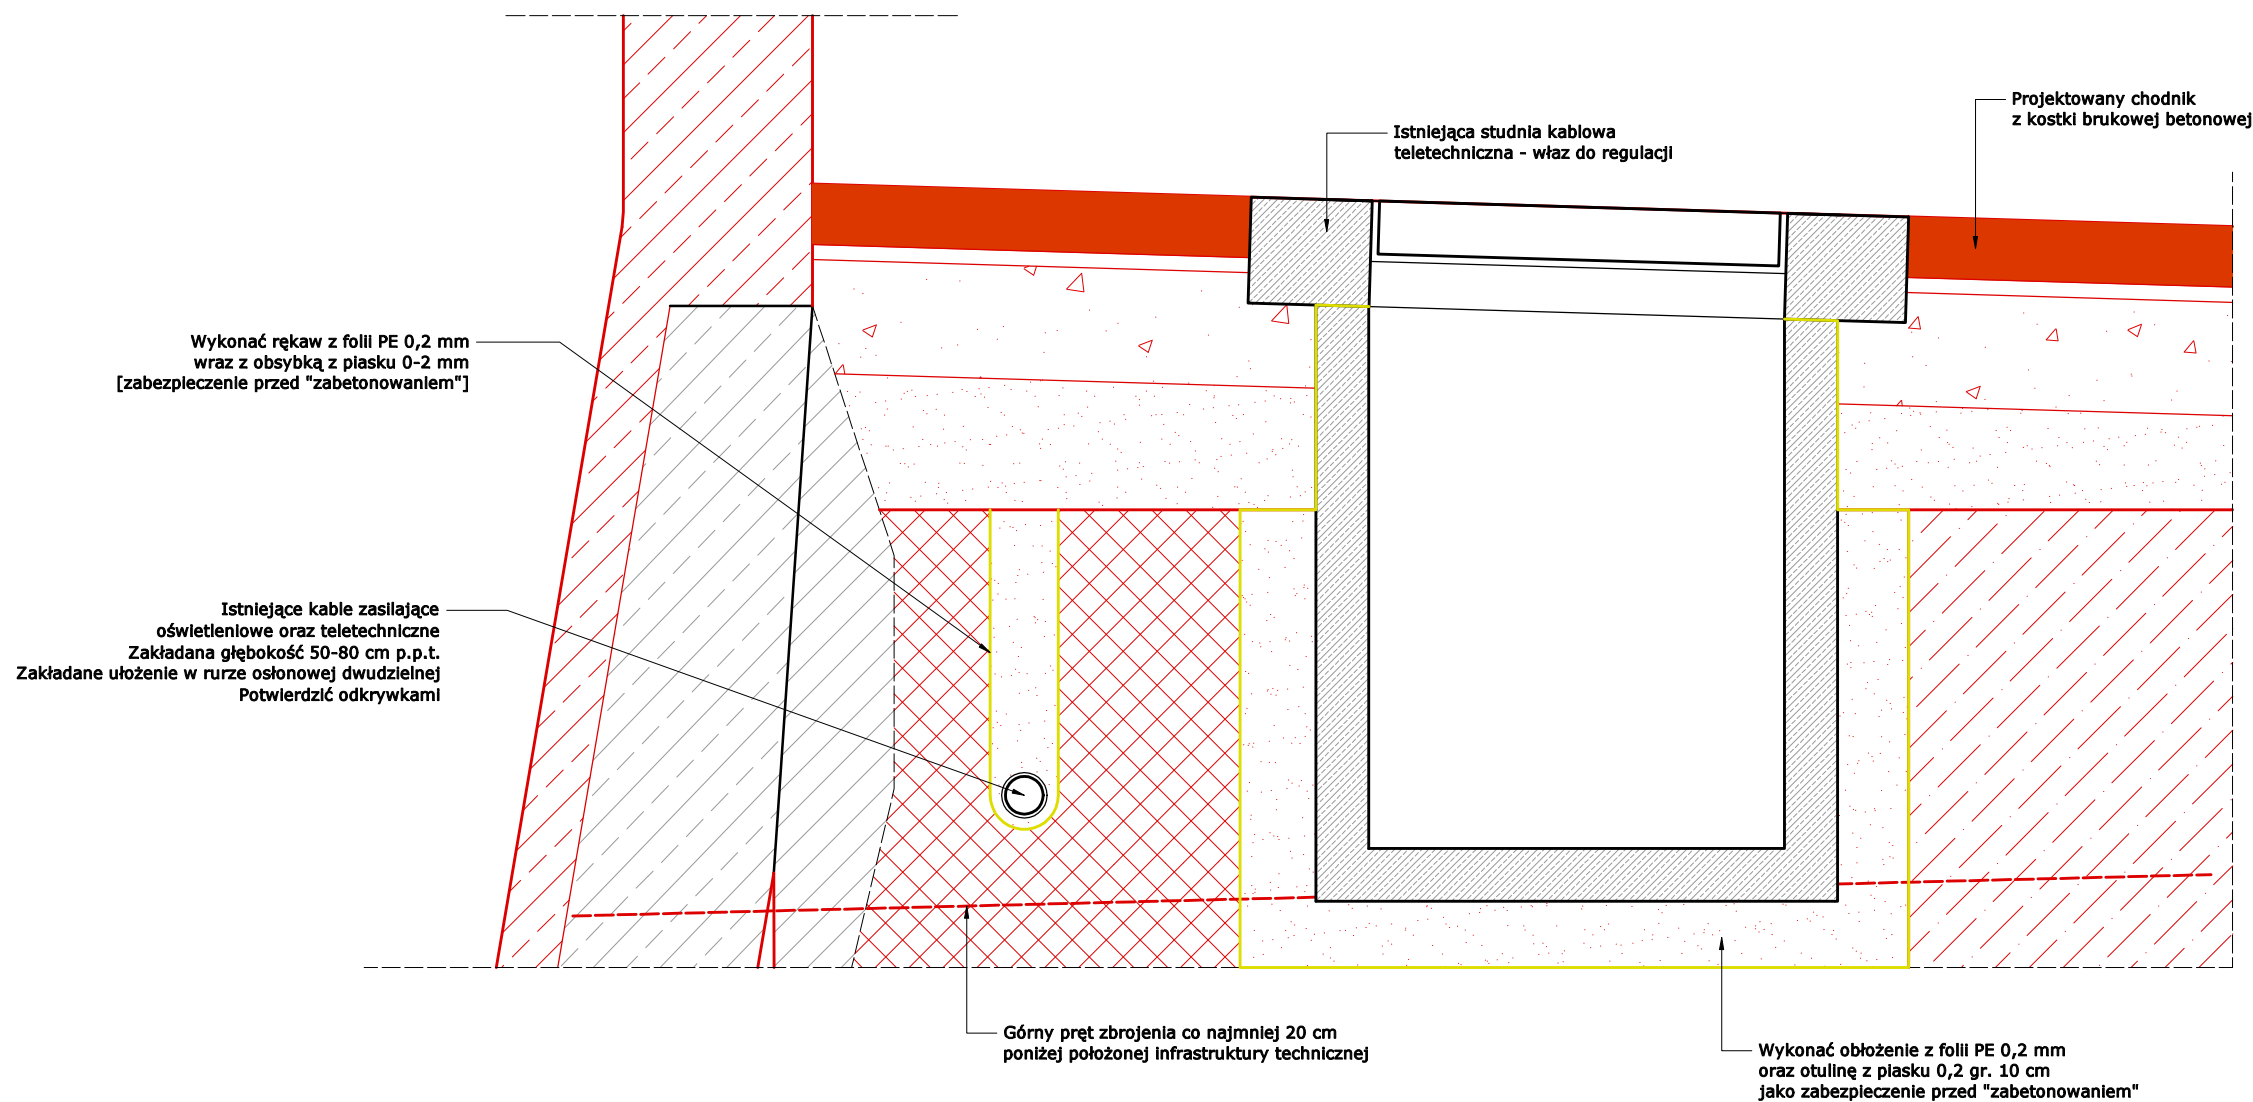 Projektowany chodnik
z kostki brukowej betonowej
Istniejąca studnia kablowa
teletechniczna - właz do regulacji
Wykonać rękaw z folii PE 0,2 mm
wraz z obsybką z piasku 0-2 mm
[zabezpieczenie przed "zabetonowaniem"]
Istniejące kable zasilające
oświetleniowe oraz teletechniczne
Zakładana głębokość 50-80 cm p.p.t.
Zakładane ułożenie w rurze osłonowej dwudzielnej
Potwierdzić odkrywkami
Górny pręt zbrojenia co najmniej 20 cm
poniżej położonej infrastruktury technicznej
Wykonać obłożenie z folii PE 0,2 mm
oraz otulinę z piasku 0,2 gr. 10 cm
jako zabezpieczenie przed "zabetonowaniem"